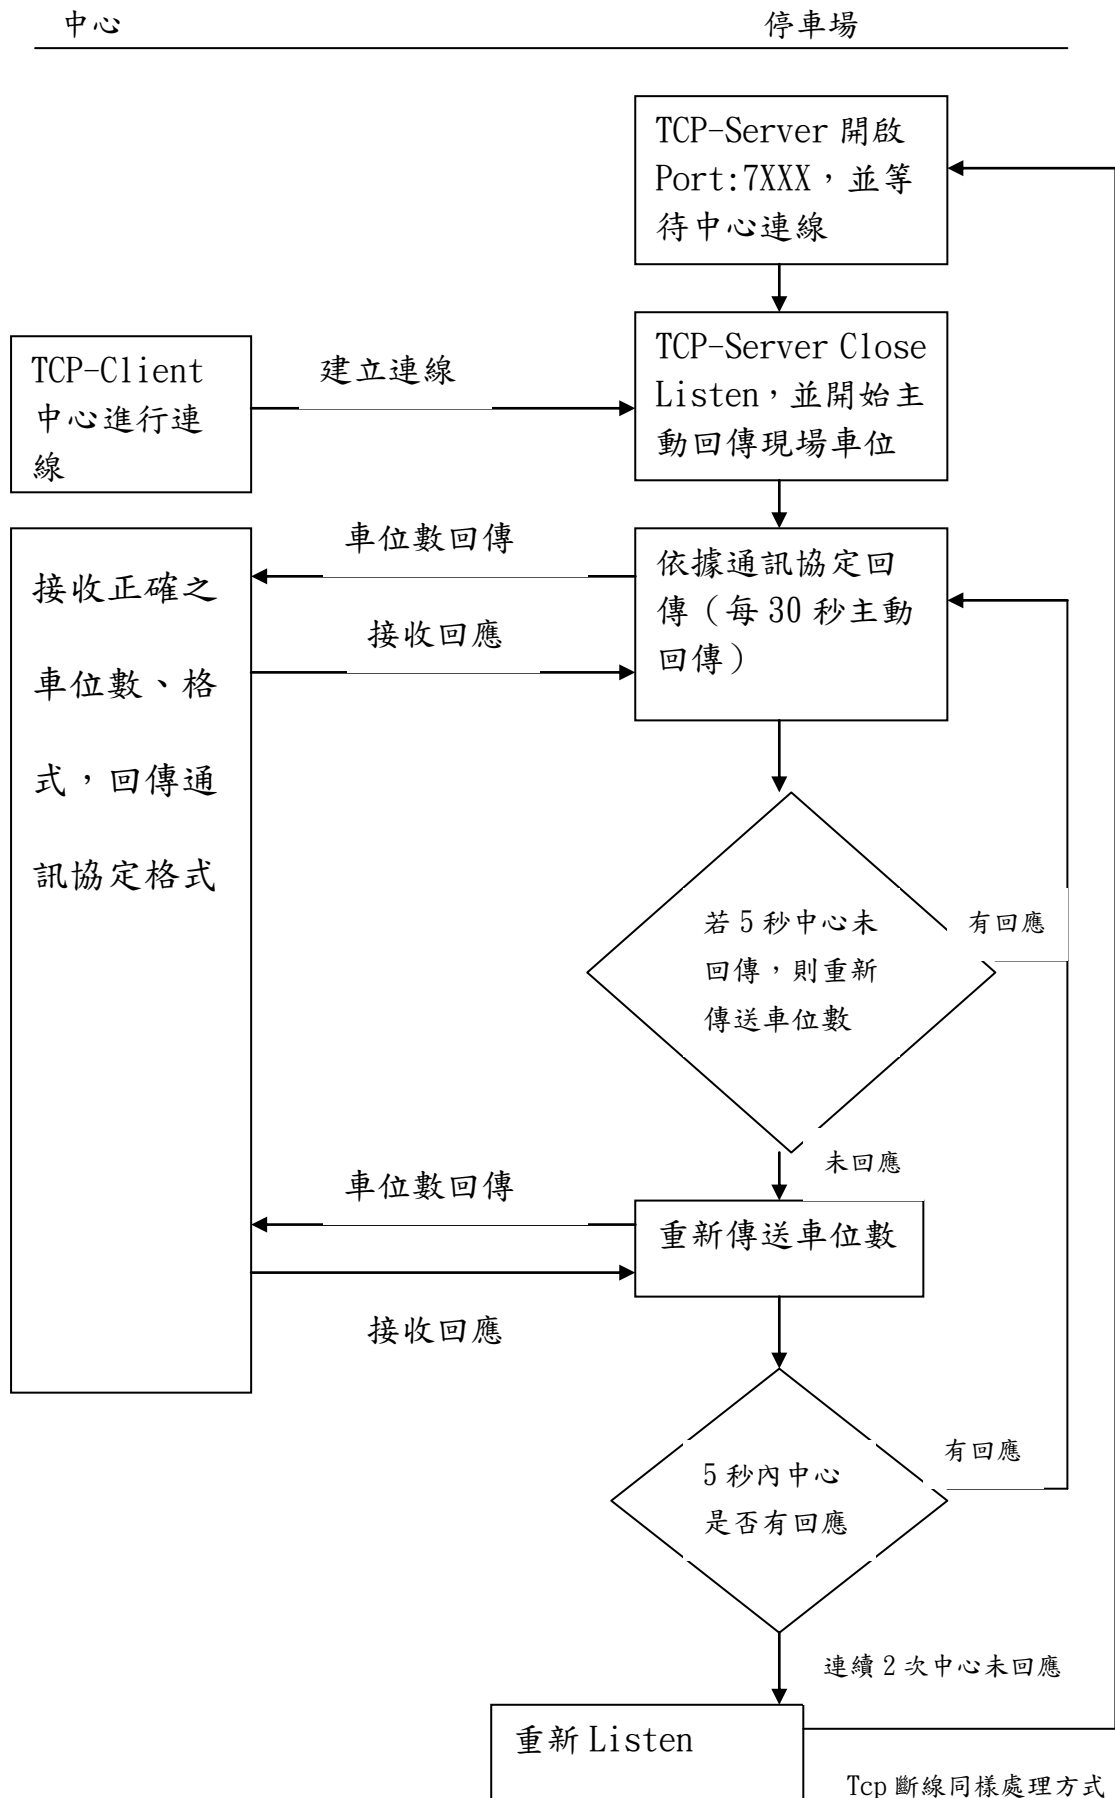 中心
停車場
TCP-Server 開啟
Port:7XXX，並等
待中心連線
TCP-Client
中心進行連
線
建立連線
TCP-Server Close
Listen，並開始主
動回傳現場車位
接收正確之
車位數、格
式，回傳通
訊協定格式
車位數回傳
接收回應
依據通訊協定回
傳（每 30 秒主動
回傳）
若 5 秒中心未
回傳，則重新
傳送車位數
有回應
未回應
車位數回傳
重新傳送車位數
接收回應
5 秒內中心
是否有回應
有回應
連續 2 次中心未回應
重新 Listen
Tcp 斷線同樣處理方式